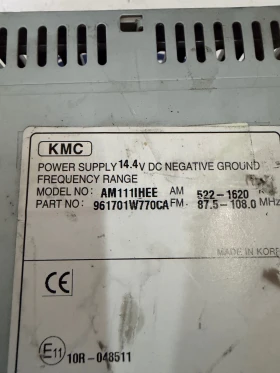 KMC
POWER SUPPLY 14.4V DC NEGATIVE GROUND
FREQUENCY RANGE
MODEL NO: AM111IHEE AM 522-1620
PART NO: 961701W770CA FM 87.5-108.0 MHz
MADE IN KOR
CE
E11 10R-048511